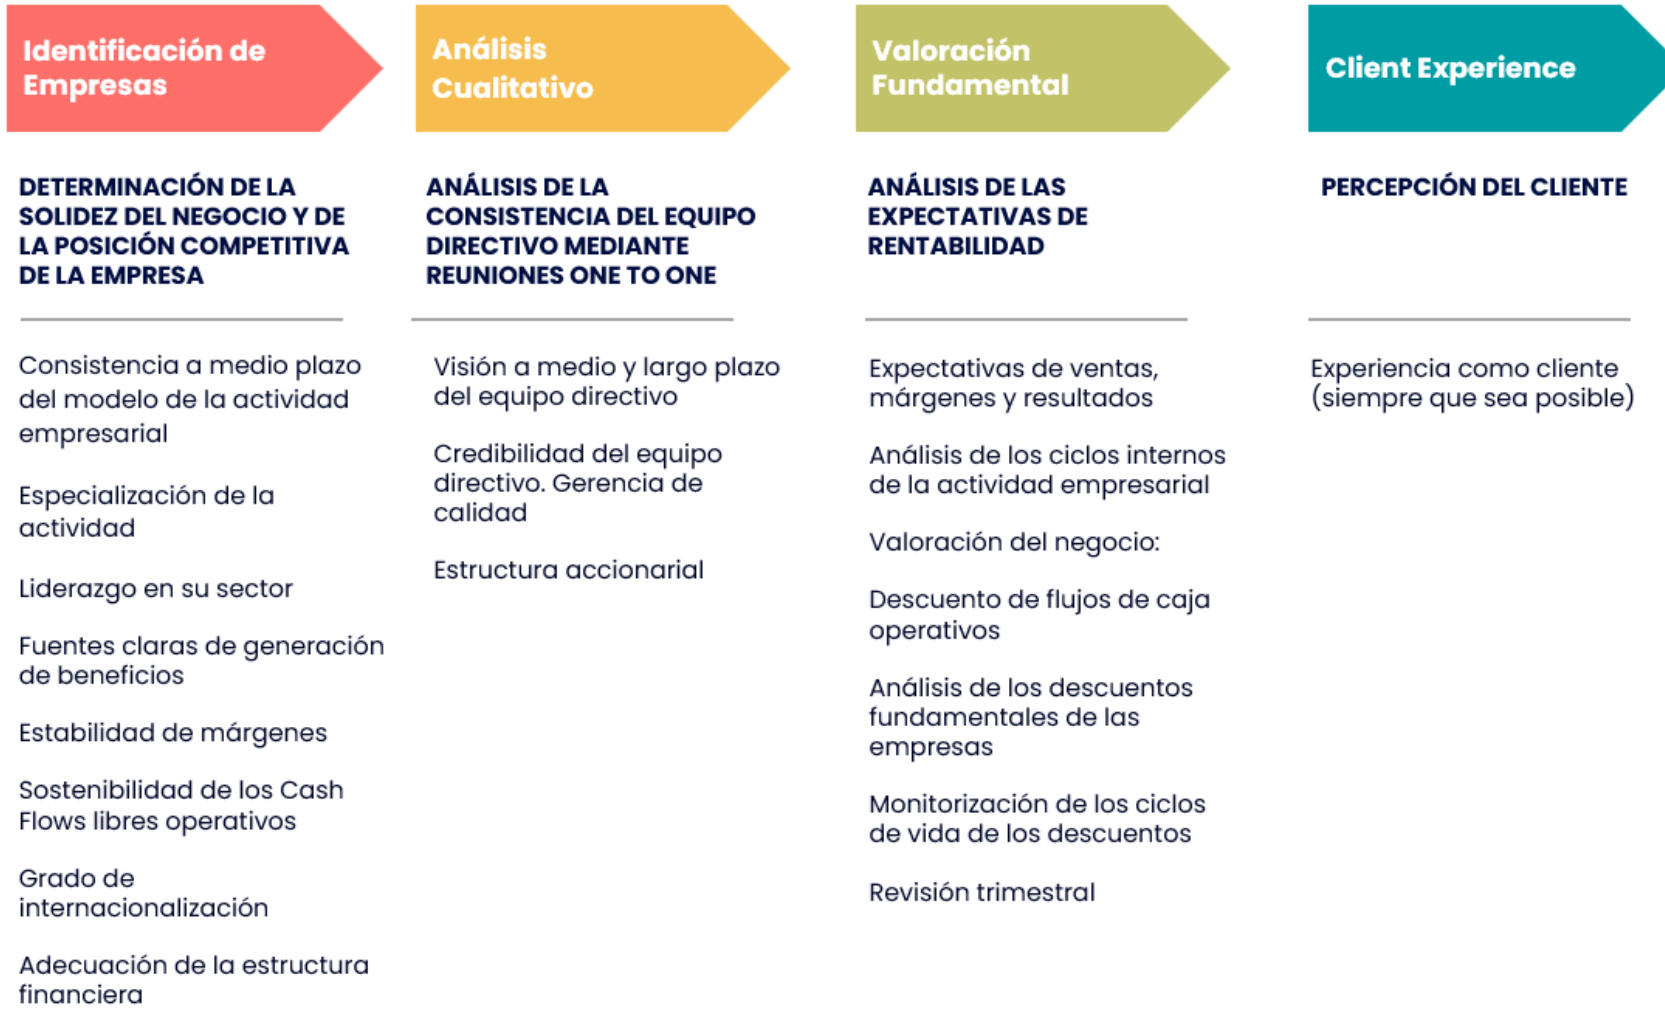 Identificación de
Empresas
DETERMINACIÓN DE LA
SOLIDEZ DEL NEGOCIO Y DE
LA POSICIÓN COMPETITIVA
DE LA EMPRESA
Consistencia a medio plazo
del modelo de la actividad
empresarial
Especialización de la
actividad
Liderazgo en su sector
Fuentes claras de generación
de beneficios
Estabilidad de márgenes
Sostenibilidad de los Cash
Flows libres operativos
Grado de
internacionalización
Adecuación de la estructura
financiera
Análisis
Cualitativo
ANÁLISIS DE LA
CONSISTENCIA DEL EQUIPO
DIRECTIVO MEDIANTE
REUNIONES ONE TO ONE
Visión a medio y largo plazo
del equipo directivo
Credibilidad del equipo
directivo. Gerencia de
calidad
Estructura accionarial
Valoración
Fundamental
ANÁLISIS DE LAS
EXPECTATIVAS DE
RENTABILIDAD
Expectativas de ventas,
márgenes y resultados
Análisis de los ciclos internos
de la actividad empresarial
Valoración del negocio:
Descuento de flujos de caja
operativos
Análisis de los descuentos
fundamentales de las
empresas
Monitorización de los ciclos
de vida de los descuentos
Revisión trimestral
Client Experience
PERCEPCIÓN DEL CLIENTE
Experiencia como cliente
(siempre que sea posible)